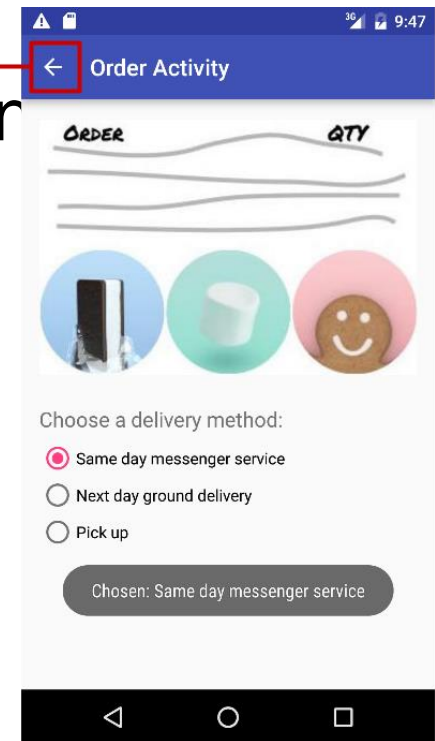 3G 9:47
Order Activity
ORDER QTY
Choose a delivery method:
Same day messenger service
Next day ground delivery
Pick up
Chosen: Same day messenger service